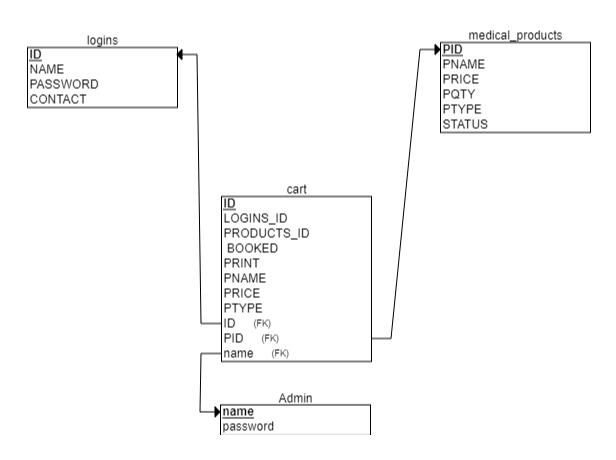 logins
ID
NAME
PASSWORD
CONTACT
medical_products
PID
PNAME
PRICE
PQTY
PTYPE
STATUS
cart
ID
LOGINS_ID
PRODUCTS_ID
BOOKED
PRINT
PNAME
PRICE
PTYPE
ID (FK)
PID (FK)
name (FK)
Admin
name
password